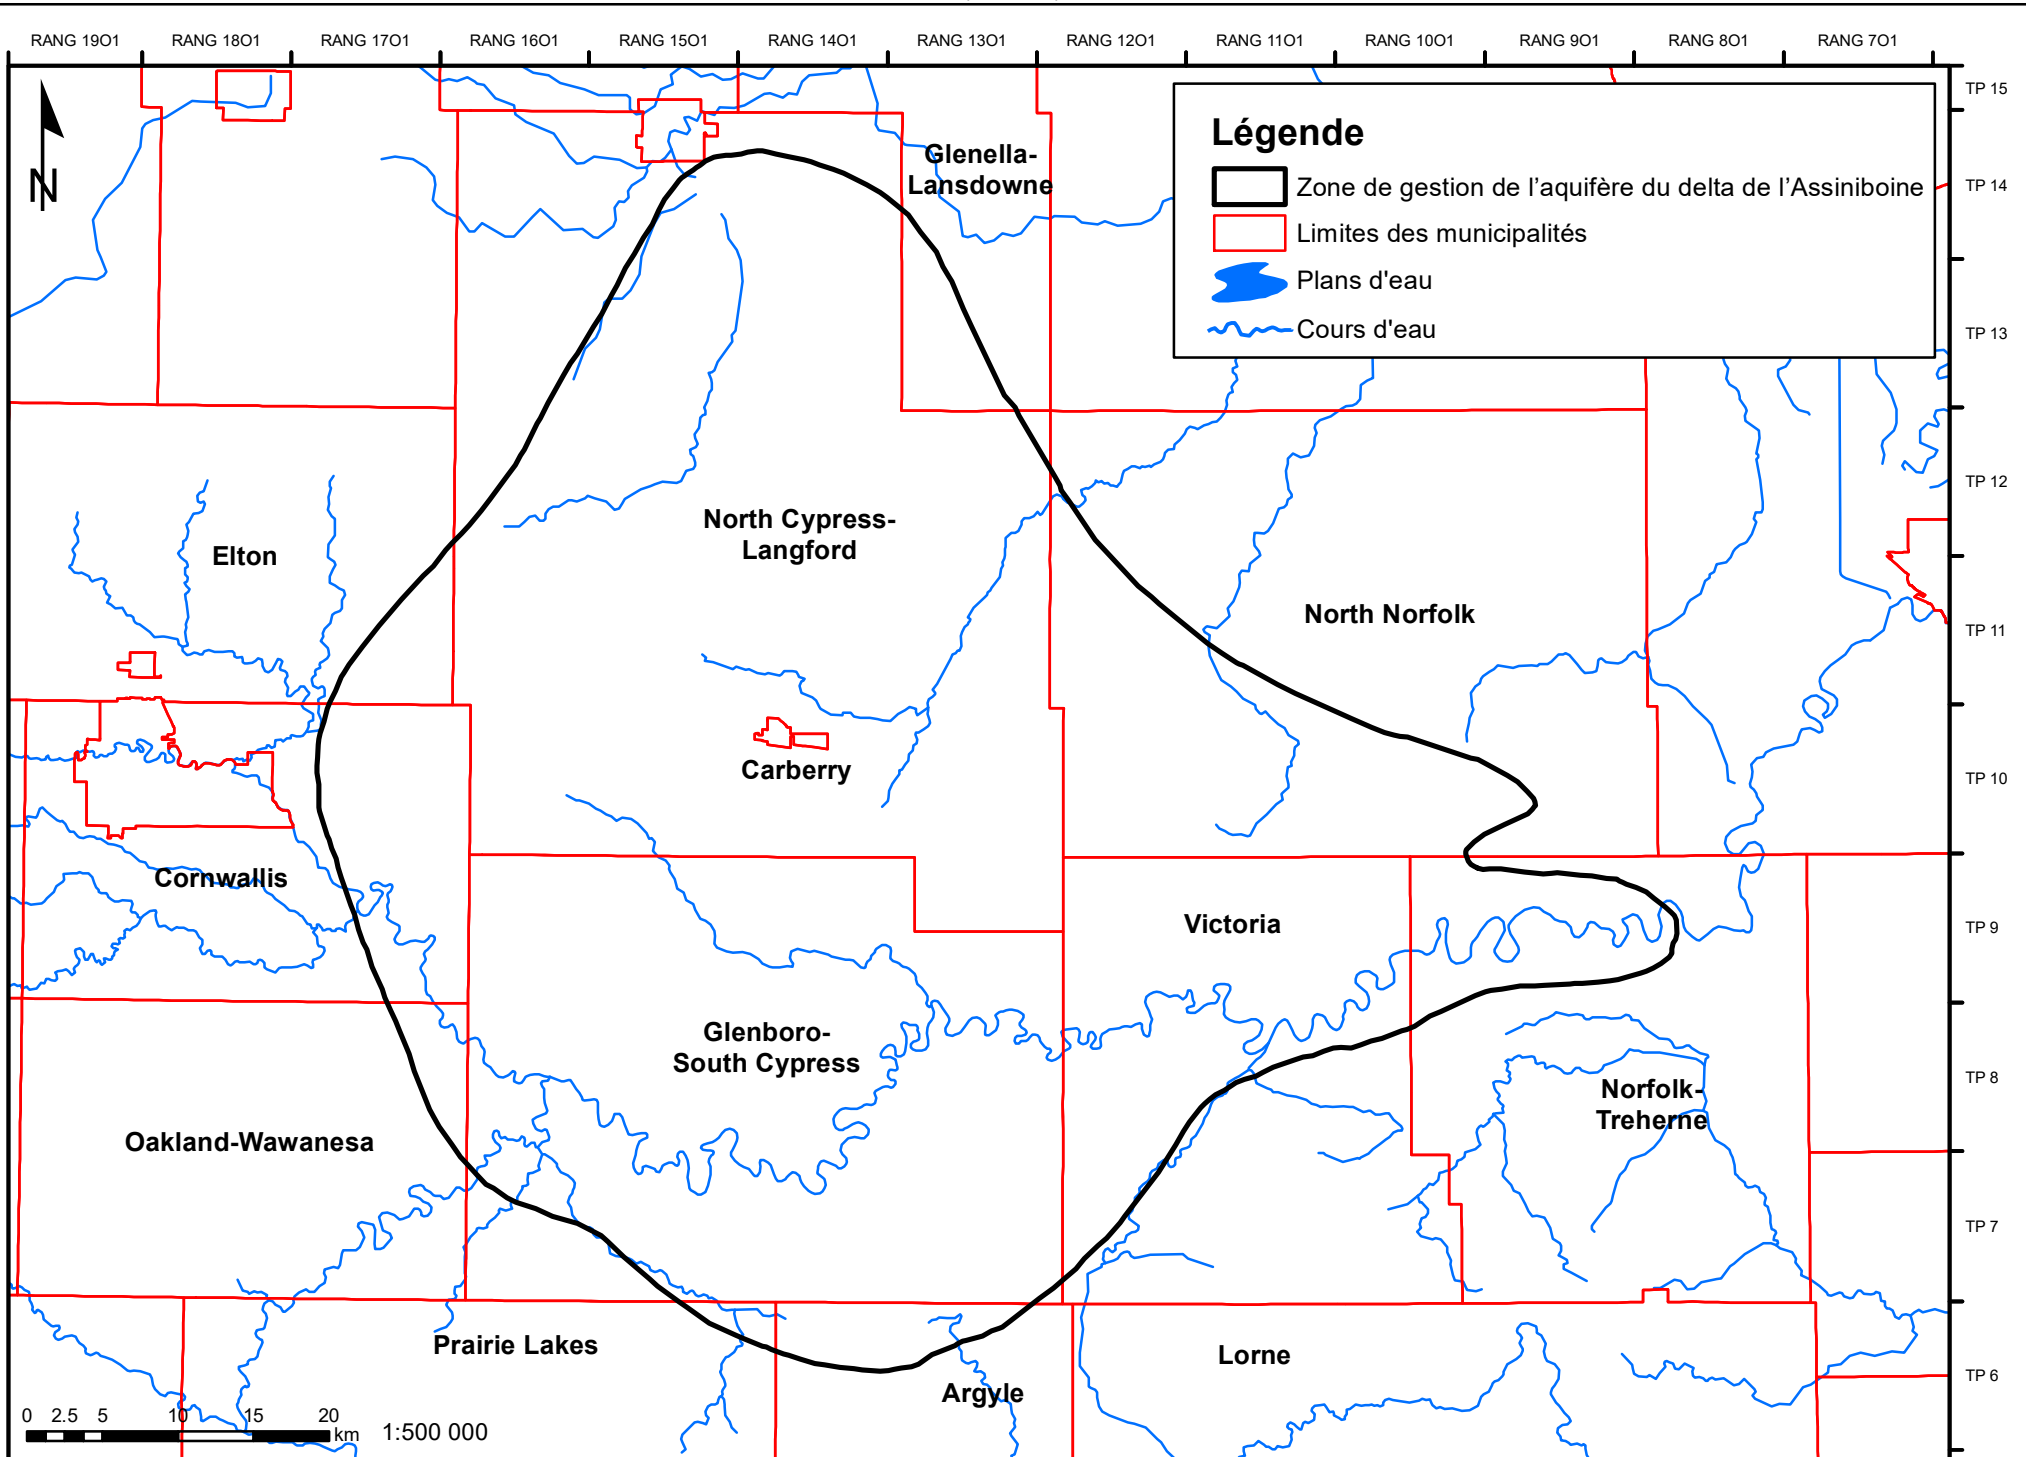 RANG 19O1
RANG 18O1
RANG 17O1
RANG 16O1
RANG 15O1
RANG 14O1
RANG 13O1
RANG 12O1
RANG 11O1
RANG 10O1
RANG 9O1
RANG 8O1
RANG 7O1
TP 15
TP 14
TP 13
TP 12
TP 11
TP 10
TP 9
TP 8
TP 7
TP 6
N
Légende
Zone de gestion de l’aquifère du delta de l’Assiniboine
Limites des municipalités
Plans d'eau
Cours d'eau
Glenella-
Lansdowne
North Cypress-
Langford
Elton
North Norfolk
Carberry
Cornwallis
Victoria
Glenboro-
South Cypress
Norfolk-
Treherne
Oakland-Wawanesa
Prairie Lakes
Lorne
Argyle
0 2.5 5 10 15 20
km
1:500 000